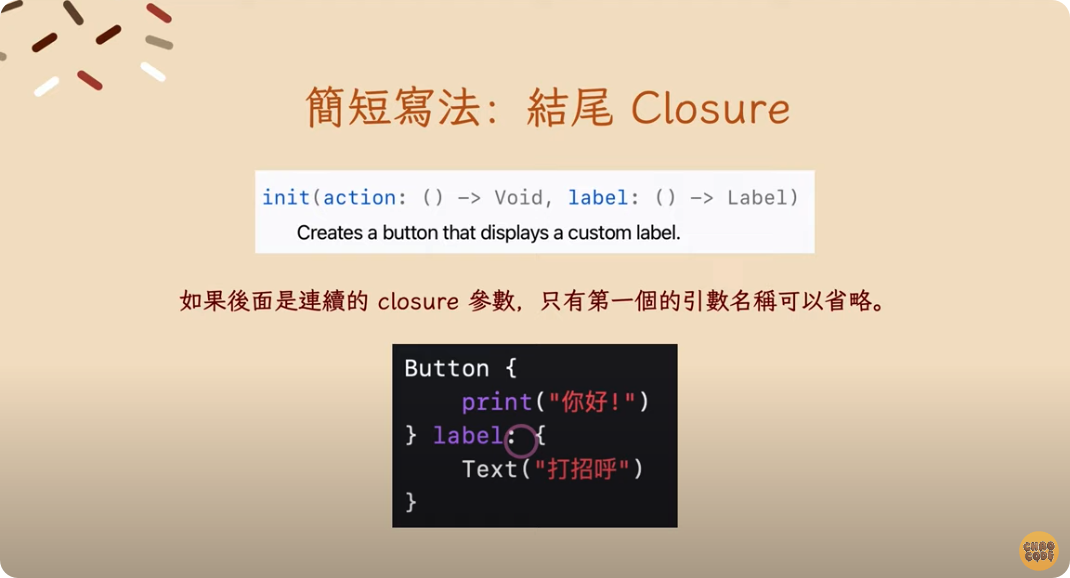 簡短寫法：結尾 Closure
init(action: () -> Void, label: () -> Label)
Creates a button that displays a custom label.
如果後面是連續的 closure 參數，只有第一個的引數名稱可以省略。
Button {
    print("你好!")
} label: {
    Text("打招呼")
}
CHAO
CODE